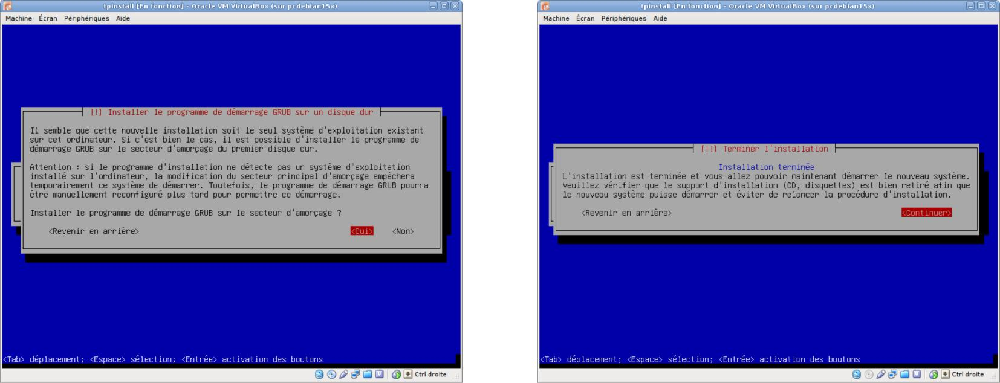 tpinstall [En fonction] - Oracle VM VirtualBox (sur pcdebian15x)
Machine Écran Périphériques Aide
[!] Installer le programme de démarrage GRUB sur un disque dur
Il semble que cette nouvelle installation soit le seul système d'exploitation existant
sur cet ordinateur. Si c'est bien le cas, il est possible d'installer le programme de
démarrage GRUB sur le secteur d'amorçage du premier disque dur.
Attention : si le programme d'installation ne détecte pas un système d'exploitation
installé sur l'ordinateur, la modification du secteur principal d'amorçage empêchera
temporairement ce système de démarrer. Toutefois, le programme de démarrage GRUB pourra
être manuellement reconfiguré plus tard pour permettre ce démarrage.
Installer le programme de démarrage GRUB sur le secteur d'amorçage ?
<Revenir en arrière> <Oui> <Non>
<Tab> déplacement; <Espace> sélection; <Entrée> activation des boutons
Ctrl droite
tpinstall [En fonction] - Oracle VM VirtualBox (sur pcdebian15x)
Machine Écran Périphériques Aide
[!!] Terminer l'installation
Installation terminée
L'installation est terminée et vous allez pouvoir maintenant démarrer le nouveau système.
Veuillez vérifier que le support d'installation (CD, disquettes) est bien retiré afin que
le nouveau système puisse démarrer et éviter de relancer la procédure d'installation.
<Revenir en arrière> <Continuer>
<Tab> déplacement; <Espace> sélection; <Entrée> activation des boutons
Ctrl droite